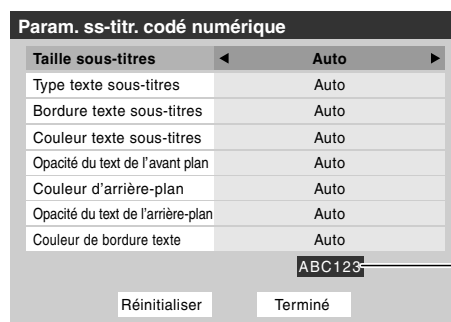 Param. ss-titr. codé numérique
Taille sous-titres Auto
Type texte sous-titres Auto
Bordure texte sous-titres Auto
Couleur texte sous-titres Auto
Opacité du text de l'avant plan Auto
Couleur d'arrière-plan Auto
Opacité du text de l'arrière-plan Auto
Couleur de bordure texte Auto
ABC123
Réinitialiser Terminé